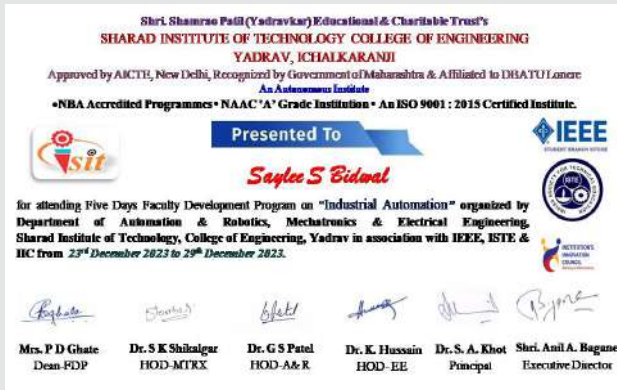 Shri. Shamrao Patil (Yadravkar) Educational & Charitable Trust's
SHARAD INSTITUTE OF TECHNOLOGY COLLEGE OF ENGINEERING
YADRAV, ICHALKARANJI
Approved by AICTE, New Delhi, Recognized by Government of Maharashtra & Affiliated to DBATU Lonere
An Autonomous Institute
•NBA Accredited Programmes • NAAC 'A' Grade Institution • An ISO 9001 : 2015 Certified Institute.
sit
Presented To
IEEE
STUDENT BRANCH
Saylee S Bidwal
ISTE
for attending Five Days Faculty Development Program on "Industrial Automation" organized by
Department of Automation & Robotics, Mechatronics & Electrical Engineering,
Sharad Institute of Technology, College of Engineering, Yadrav in association with IEEE, ISTE &
IIC from 23rd December 2023 to 29th December 2023.
INSTITUTION'S
INNOVATION
COUNCIL
Mrs. P D Ghate
Dean-FDP
Dr. S K Shikalgar
HOD-MTRX
Dr. G S Patel
HOD-A& R
Dr. K. Hussain
HOD-EE
Dr. S. A. Khot
Principal
Shri. Anil A. Bagane
Executive Director